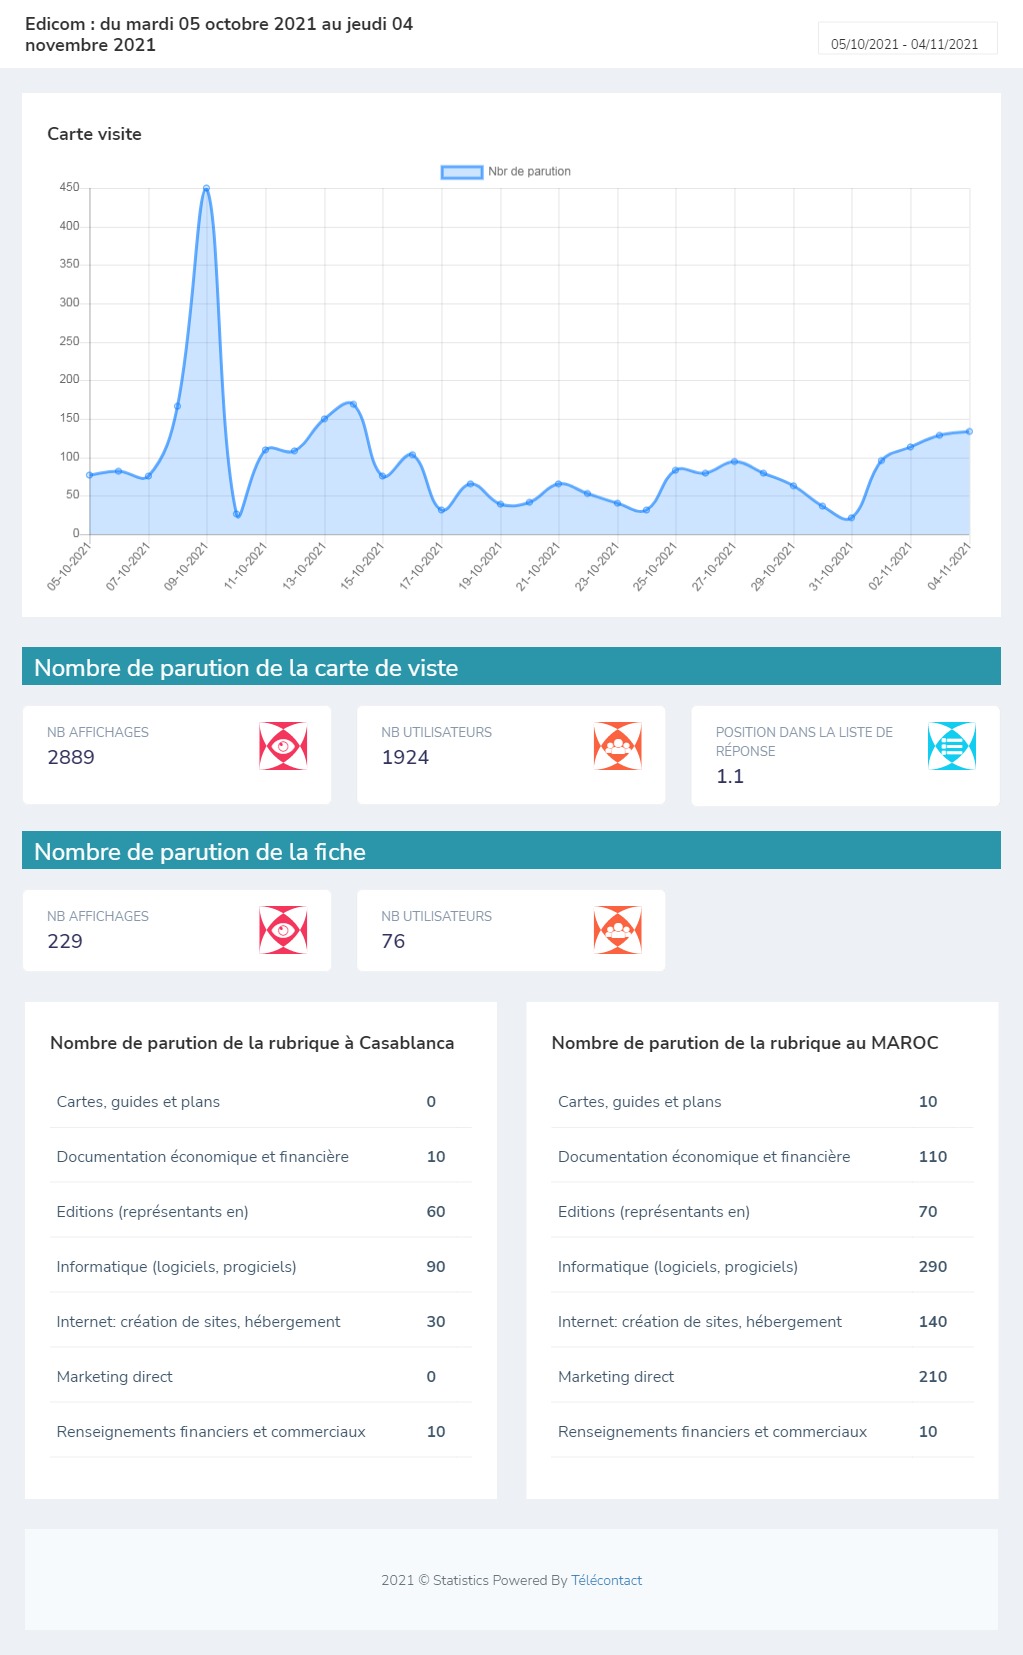 Edicom : du mardi 05 octobre 2021 au jeudi 04
novembre 2021
05/10/2021 - 04/11/2021
Carte visite
Nbr de parution
450
400
350
300
250
200
150
100
50
0
05-10-2021
07-10-2021
09-10-2021
11-10-2021
13-10-2021
15-10-2021
17-10-2021
19-10-2021
21-10-2021
23-10-2021
25-10-2021
27-10-2021
29-10-2021
31-10-2021
02-11-2021
04-11-2021
Nombre de parution de la carte de viste
NB AFFICHAGES
2889
NB UTILISATEURS
1924
POSITION DANS LA LISTE DE
RÉPONSE
1.1
Nombre de parution de la fiche
NB AFFICHAGES
229
NB UTILISATEURS
76
Nombre de parution de la rubrique à Casablanca
Cartes, guides et plans 0
Documentation économique et financière 10
Editions (représentants en) 60
Informatique (logiciels, progiciels) 90
Internet: création de sites, hébergement 30
Marketing direct 0
Renseignements financiers et commerciaux 10
Nombre de parution de la rubrique au MAROC
Cartes, guides et plans 10
Documentation économique et financière 110
Editions (représentants en) 70
Informatique (logiciels, progiciels) 290
Internet: création de sites, hébergement 140
Marketing direct 210
Renseignements financiers et commerciaux 10
2021 © Statistics Powered By Télécontact